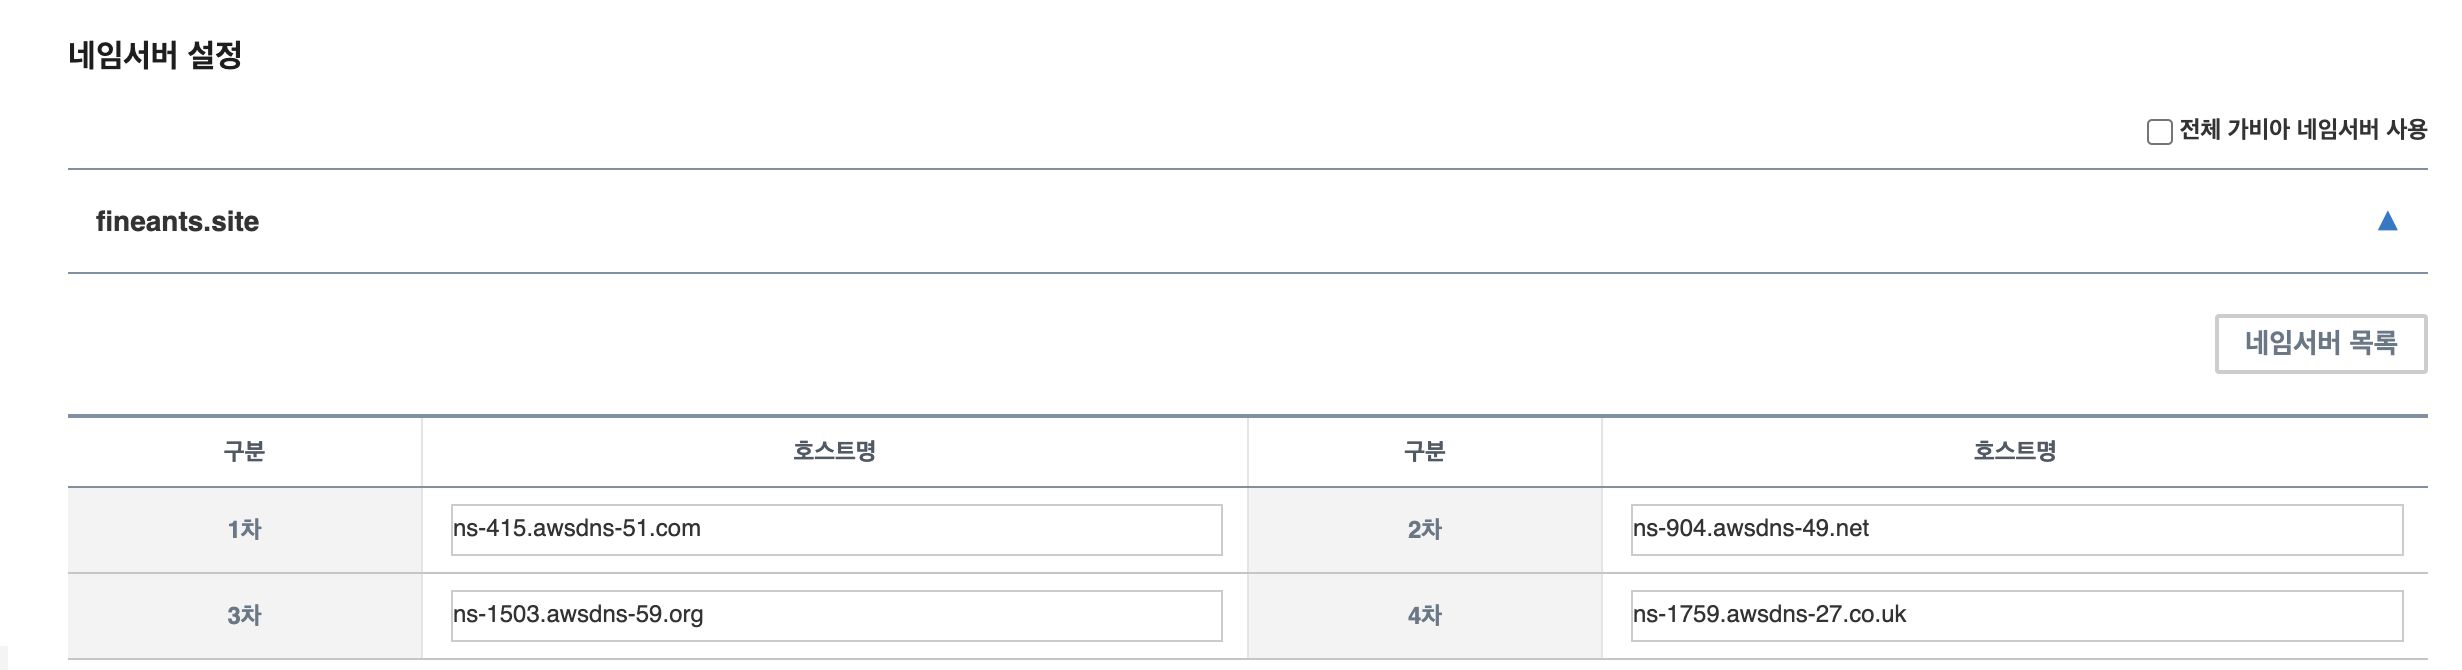 네임서버 설정
전체 가비아 네임서버 사용
fineants.site
▲
네임서버 목록
구분 호스트명 구분 호스트명
1차 ns-415.awsdns-51.com 2차 ns-904.awsdns-49.net
3차 ns-1503.awsdns-59.org 4차 ns-1759.awsdns-27.co.uk